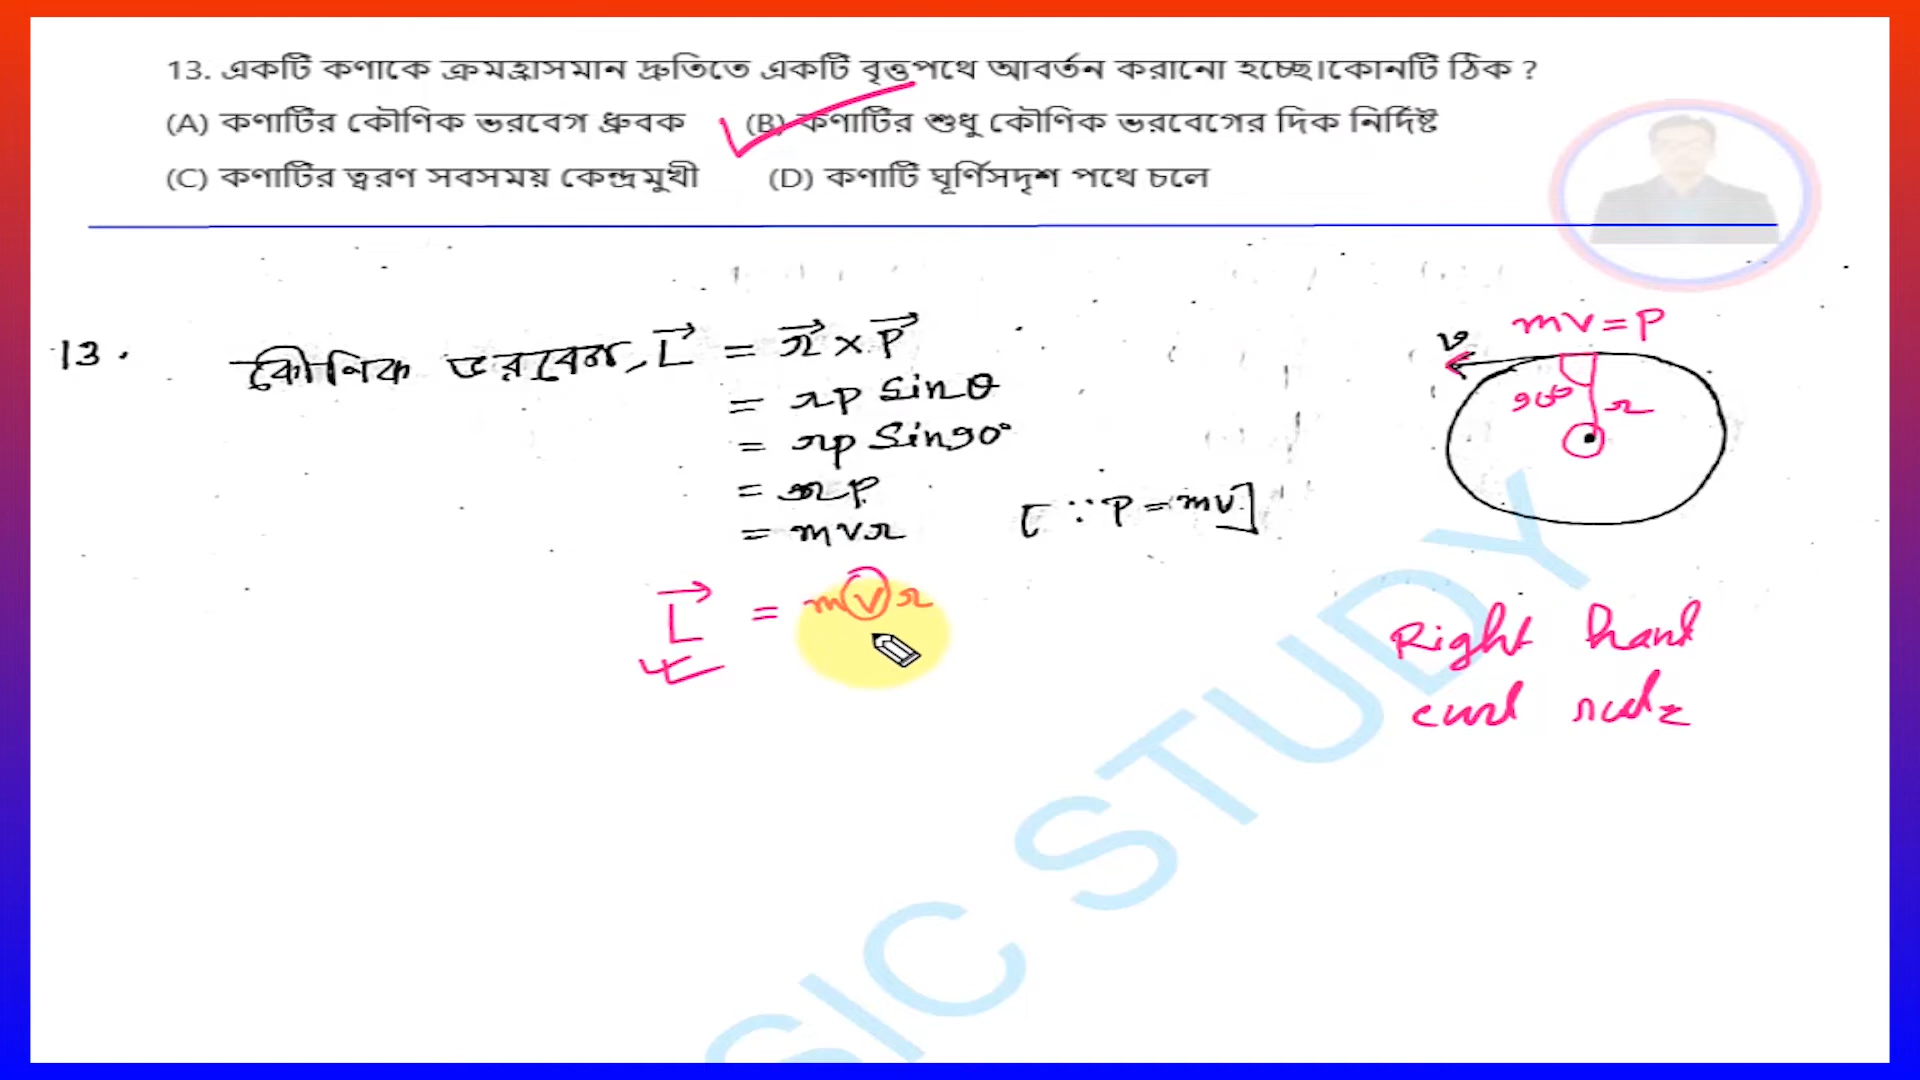 13. একটি কণাকে ক্রমহ্রাসমান দ্রুতিতে একটি বৃত্তপথে আবর্তন করানো হচ্ছে।কোনটি ঠিক ?
(A) কণাটির কৌণিক ভরবেগ ধ্রুবক (B) কণাটির শুধু কৌণিক ভরবেগের দিক নির্দিষ্ট
(C) কণাটির ত্বরণ সবসময় কেন্দ্রমুখী (D) কণাটি ঘূর্ণিসদৃশ পথে চলে
mv = p
v
13. কৌণিক ভরবেগ, L = r × P
= rp Sinθ
90° r
= rp Sin90°
= rp
= mvr [∵ P = mv]
L = mvr
Right hand
curl rule
SIC STUDY